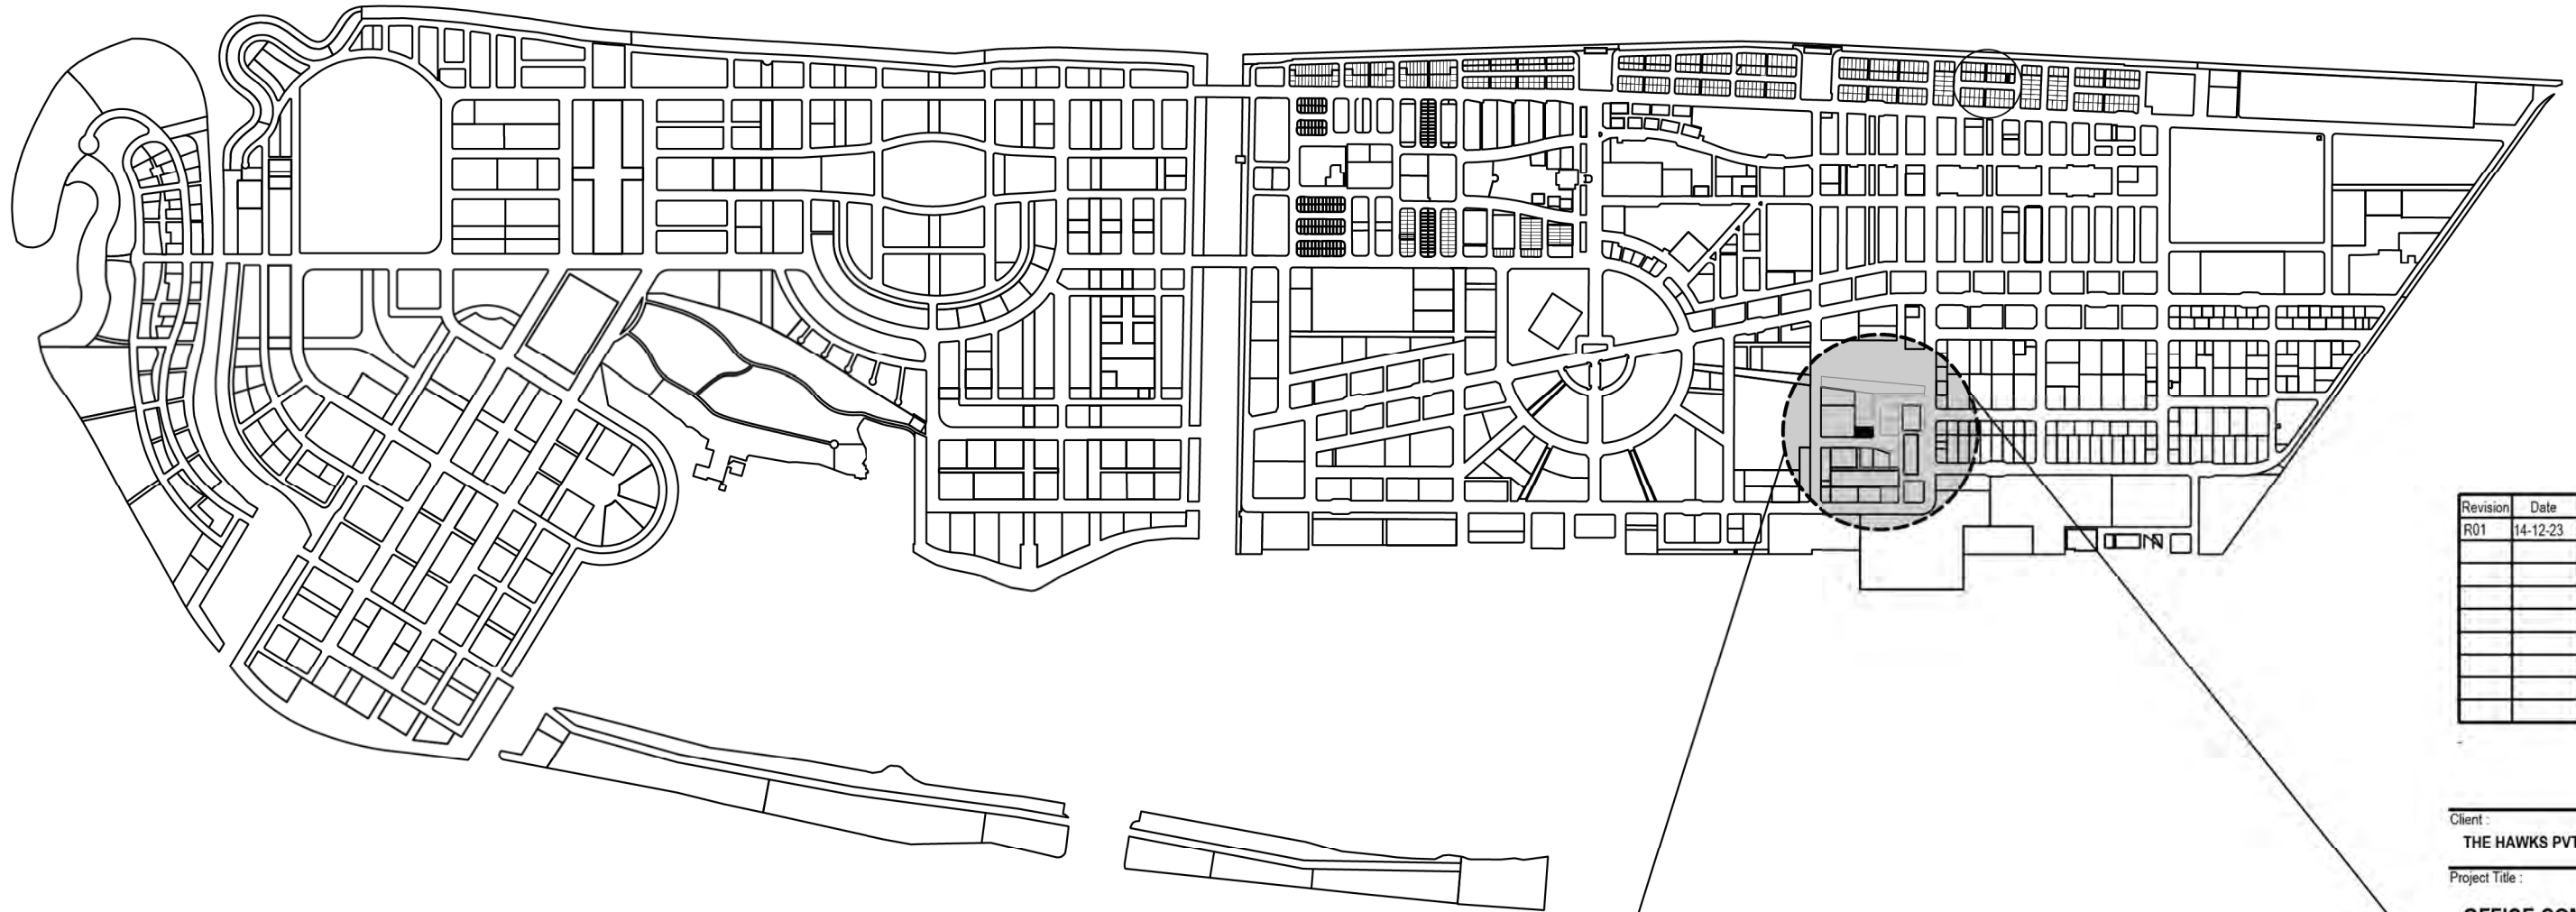 Revision Date
R01 14-12-23
Client :
THE HAWKS PVT
Project Title :